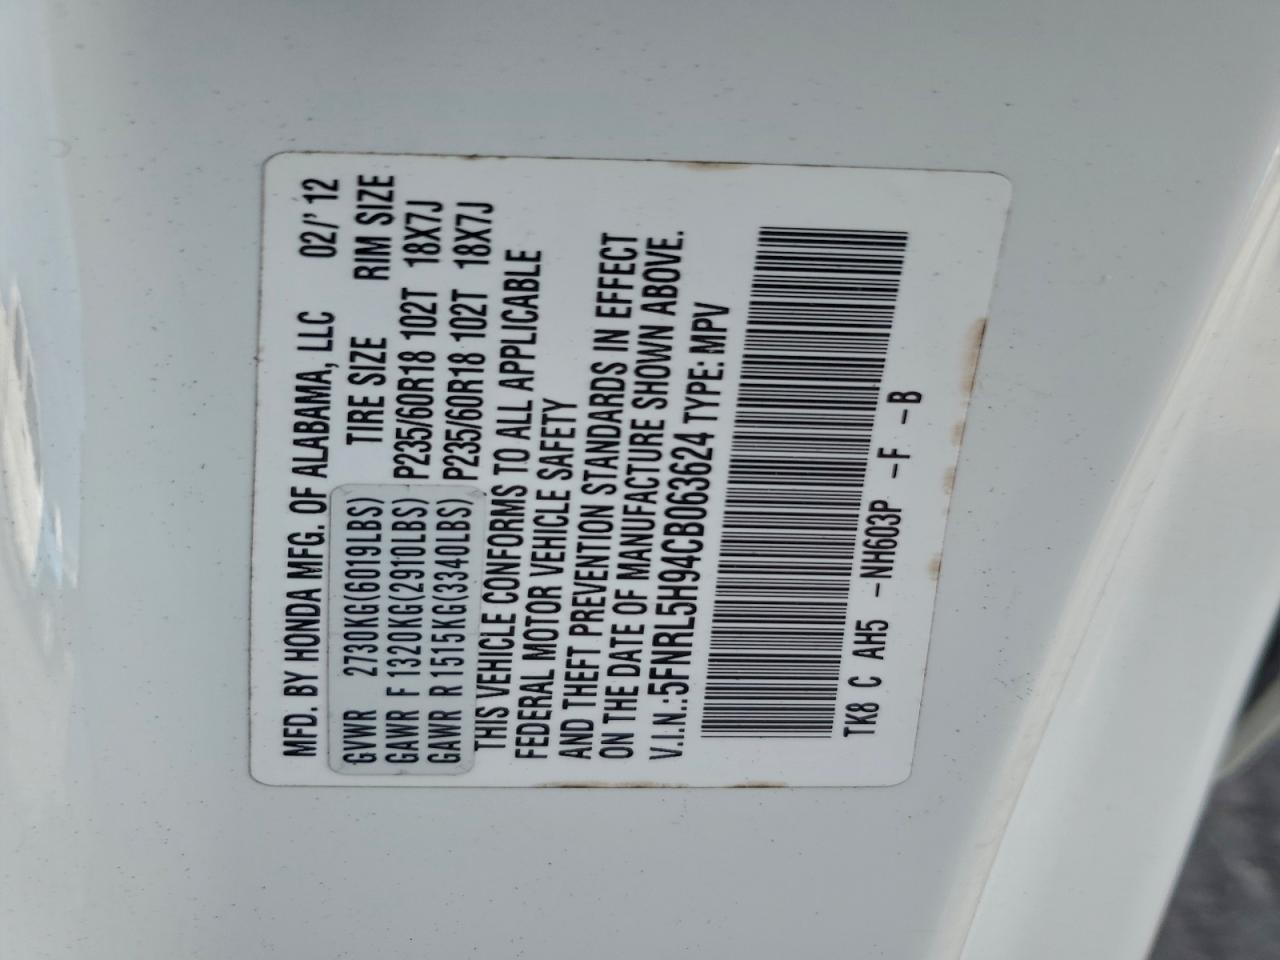 MFD. BY HONDA MFG. OF ALABAMA, LLC 02/'12
TIRE SIZE RIM SIZE
GVWR 2730KG(6019LBS)
GAWR F 1320KG(2910LBS) P235/60R18 102T 18X7J
GAWR R 1515KG(3340LBS) P235/60R18 102T 18X7J
THIS VEHICLE CONFORMS TO ALL APPLICABLE
FEDERAL MOTOR VEHICLE SAFETY
AND THEFT PREVENTION STANDARDS IN EFFECT
ON THE DATE OF MANUFACTURE SHOWN ABOVE.
V.I.N.:5FNRL5H94CB063624 TYPE: MPV
TK8 C AH5 -NH603P -F -B